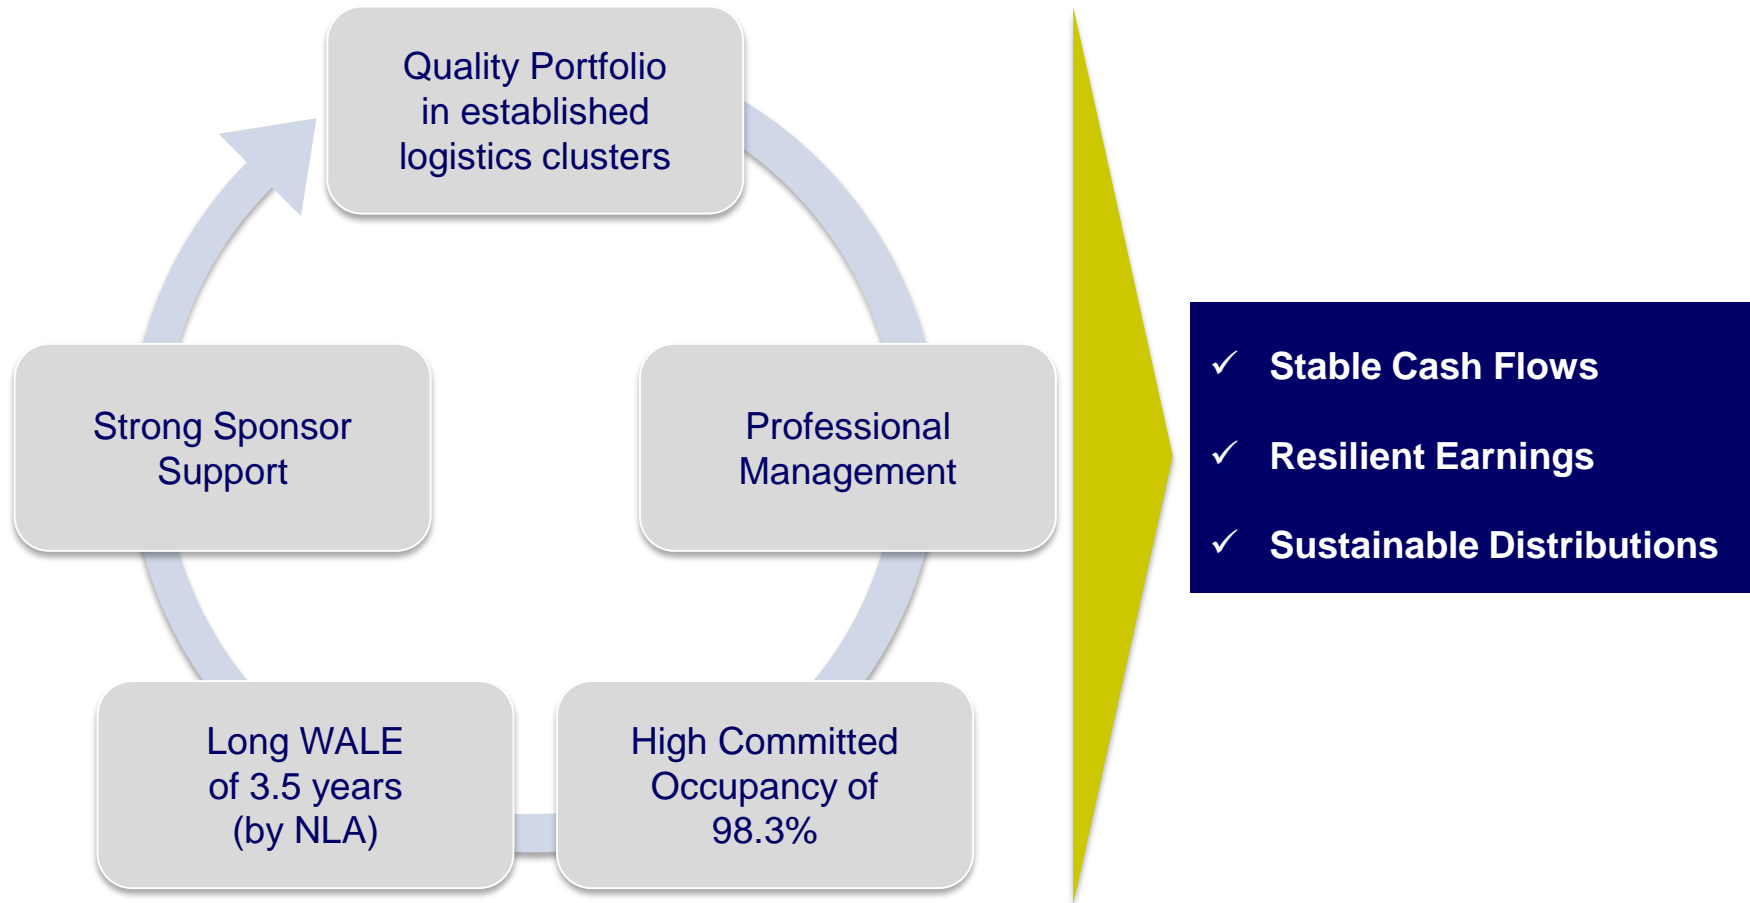 Quality Portfolio
in established
logistics clusters
Professional
Management
High Committed
Occupancy of
98.3%
Long WALE
of 3.5 years
(by NLA)
Strong Sponsor
Support
✓ Stable Cash Flows
✓ Resilient Earnings
✓ Sustainable Distributions